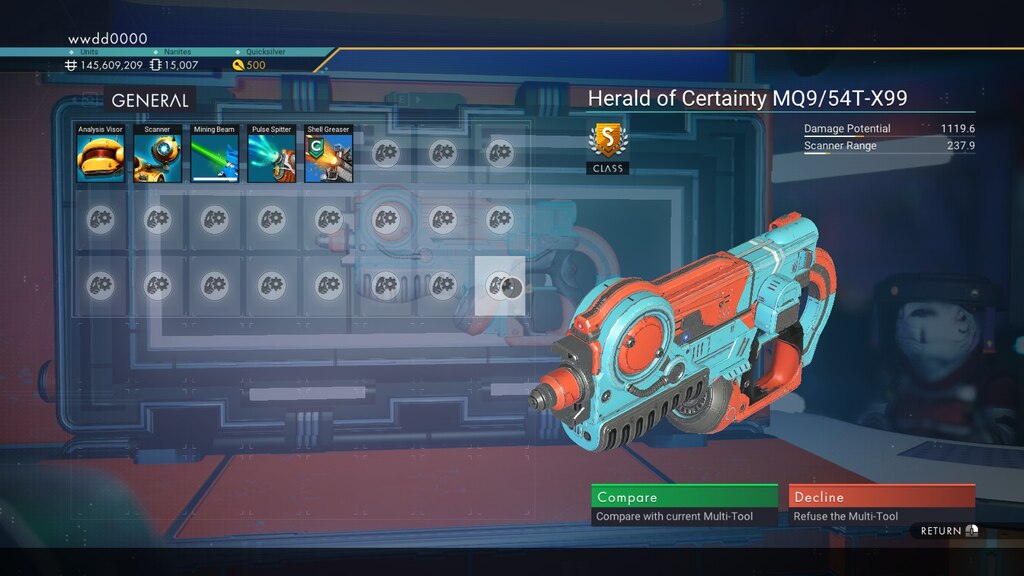 wwdd0000
Units Nanites Quicksilver
145,609,209 15,007 500
GENERAL
Analysis Visor Scanner Mining Beam Pulse Spitter Shell Greaser
C
Herald of Certainty MQ9/54T-X99
S
CLASS
Damage Potential 1119.6
Scanner Range 237.9
Compare
Compare with current Multi-Tool
Decline
Refuse the Multi-Tool
RETURN